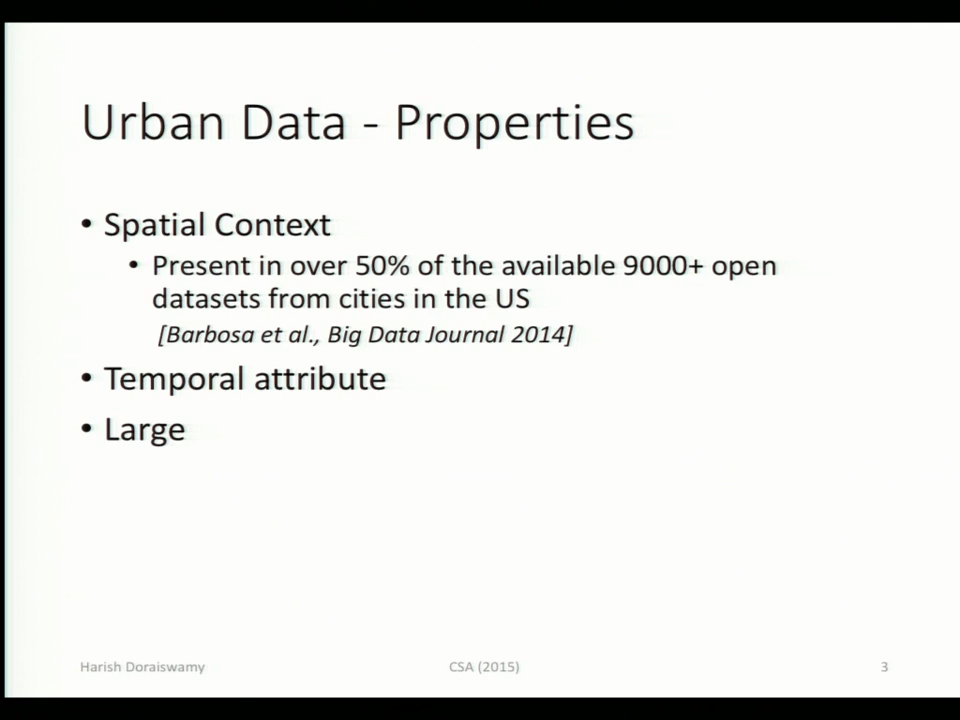 Urban Data - Properties
• Spatial Context
• Present in over 50% of the available 9000+ open
datasets from cities in the US
[Barbosa et al., Big Data Journal 2014]
• Temporal attribute
• Large
Harish Doraiswamy
CSA (2015)
3